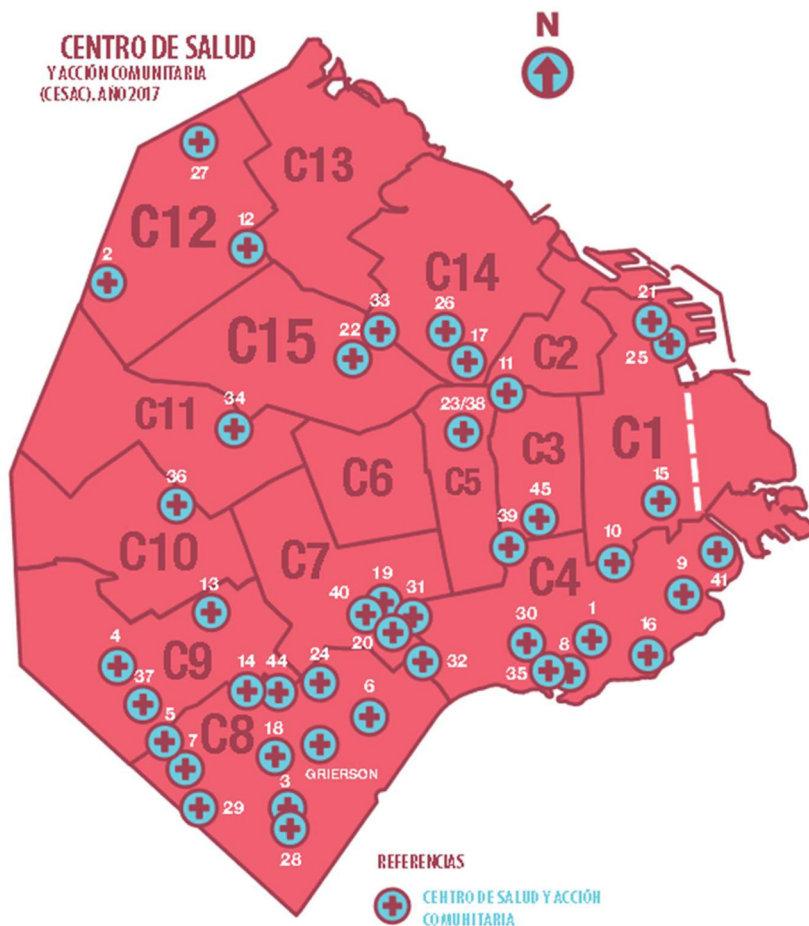 CENTRO DE SALUD
Y ACCIÓN COMUNITARIA
(CESAC). AÑO 2017
N
27
C13
12
C12
2
C14
33
26
21
22
17
C15
C2
25
11
34
23/38
C11
C3
C1
C6
C5
36
45
15
39
10
C10
C7
C4
9
41
19
40
31
13
20
30
1
16
4
C9
32
8
35
14
44
24
37
6
5
C8
18
7
GRIERSON
3
29
28
REFERENCIAS
CENTRO DE SALUD Y ACCIÓN
COMUHITARIA